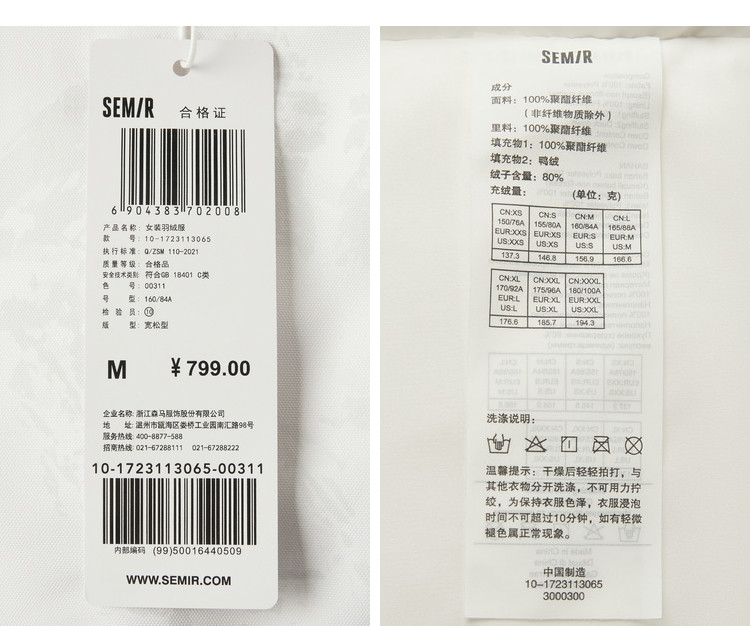 SEM/R 合格证
6 904383 702008
产品名称: 女装羽绒服
款 号: 10-1723113065
执行标准: Q/ZSM 110-2021
质量等级: 合格品
安全技术类别: 符合GB 18401 C类
色 号: 00311
号 型: 160/84A
检 验 员: ⑩
版 型: 宽松型
M ¥799.00
企业名称: 浙江森马服饰股份有限公司
地 址: 温州市瓯海区娄桥工业园南汇路98号
服务热线: 400-8877-588
招商热线: 021-67288111 021-67288222
10-1723113065-00311
内部编码 (99)50016440509
WWW.SEMIR.COM
SEM/R
成分
面料: 100%聚酯纤维
(非纤维物质除外)
里料: 100%聚酯纤维
填充物1: 100%聚酯纤维
填充物2: 鸭绒
绒子含量: 80%
充绒量: (单位: 克)
CN:XS CN:S CN:M CN:L
150/76A 155/80A 160/84A 165/88A
EUR:XXS EUR:XS EUR:S EUR:M
US:XXS US:XS US:S US:M
137.3 146.8 156.9 166.6
CN:XL CN:XXL CN:XXXL
170/92A 175/96A 180/100A
EUR:L EUR:XL EUR:XXL
US:L US:XL US:XXL
176.6 185.7 194.3
洗涤说明:
温馨提示: 干燥后轻轻拍打, 与
其他衣物分开洗涤, 不可用力拧
绞, 为保持衣服色泽, 衣服浸泡
时间不可超过10分钟, 如有轻微
褪色属正常现象。
中国制造
10-1723113065
3000300